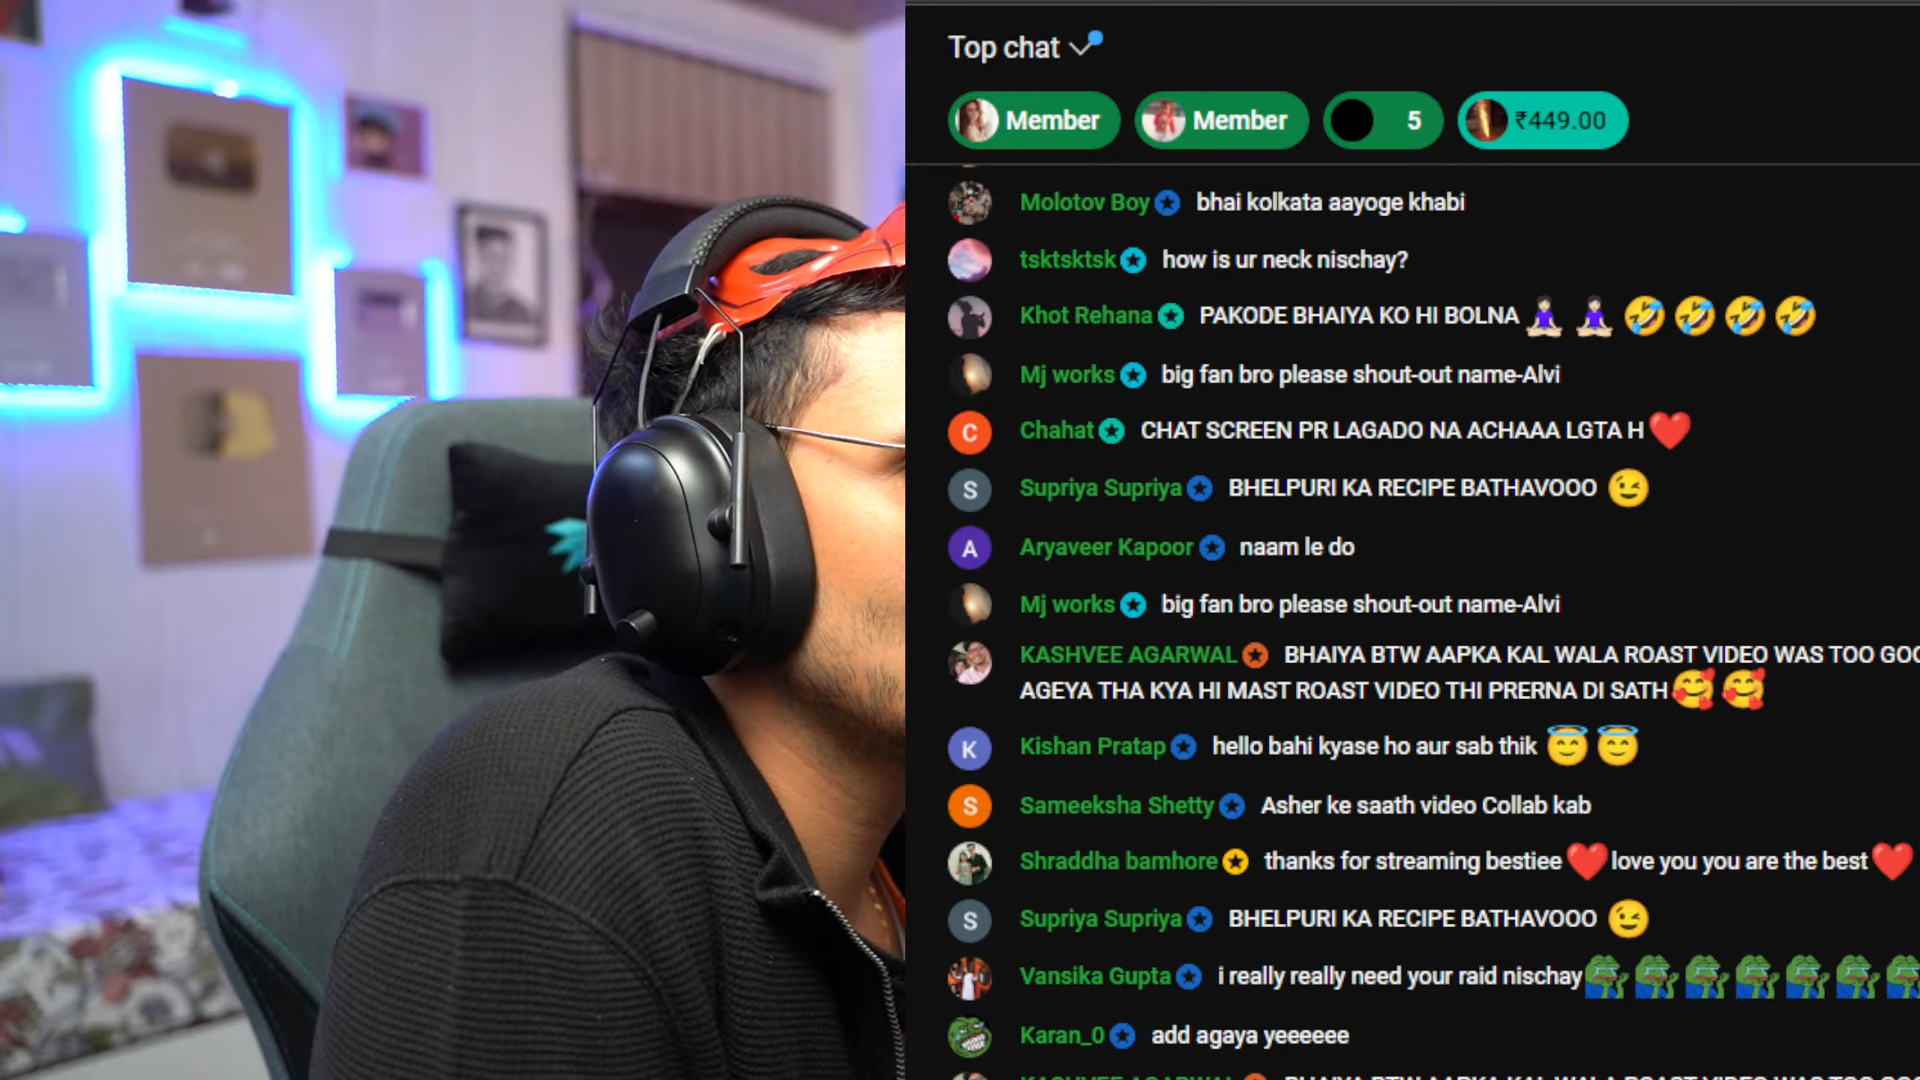 Top chat
Member Member 5 ₹449.00
Molotov Boy bhai kolkata aayoge khabi
tsktsktsk how is ur neck nischay?
Khot Rehana PAKODE BHAIYA KO HI BOLNA🧘🏻‍♀️🧘🏻‍♀️🤣🤣🤣🤣
Mj works big fan bro please shout-out name-Alvi
C Chahat CHAT SCREEN PR LAGADO NA ACHAAA LGTA H❤️
S Supriya Supriya BHELPURI KA RECIPE BATHAVOOO 😉
A Aryaveer Kapoor naam le do
Mj works big fan bro please shout-out name-Alvi
KASHVEE AGARWAL BHAIYA BTW AAPKA KAL WALA ROAST VIDEO WAS TOO
AGEYA THA KYA HI MAST ROAST VIDEO THI PRERNA DI SATH🥰🥰
K Kishan Pratap hello bahi kyase ho aur sab thik 😇😇
S Sameeksha Shetty Asher ke saath video Collab kab
Shraddha bamhore thanks for streaming bestiee❤️love you you are the best❤️
S Supriya Supriya BHELPURI KA RECIPE BATHAVOOO 😉
Vansika Gupta i really really need your raid nischay
Karan_0 add agaya yeeeeee